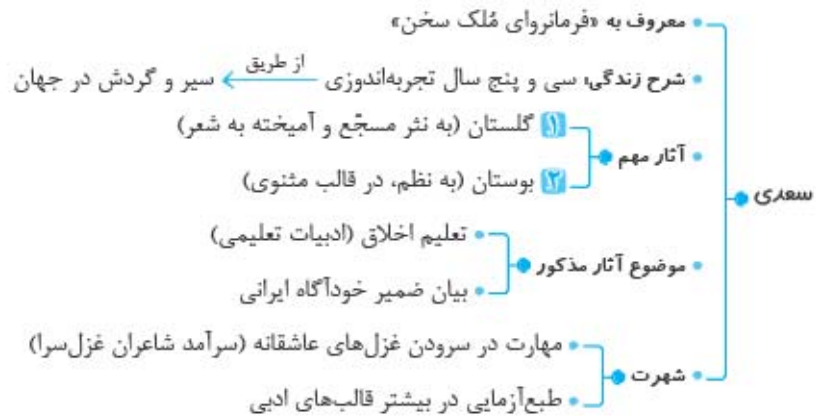 سعدی
معروف به «فرمانروای مُلک سخن»
شرح زندگی: سی و پنج سال تجربه‌اندوزی از طریق سیر و گردش در جهان
آثار مهم
۱ گلستان (به نثر مسجّع و آمیخته به شعر)
۲ بوستان (به نظم، در قالب مثنوی)
موضوع آثار مذکور
تعلیم اخلاق (ادبیات تعلیمی)
بیان ضمیر خودآگاه ایرانی
شهرت
مهارت در سرودن غزل‌های عاشقانه (سرآمد شاعران غزل‌سرا)
طبع‌آزمایی در بیشتر قالب‌های ادبی